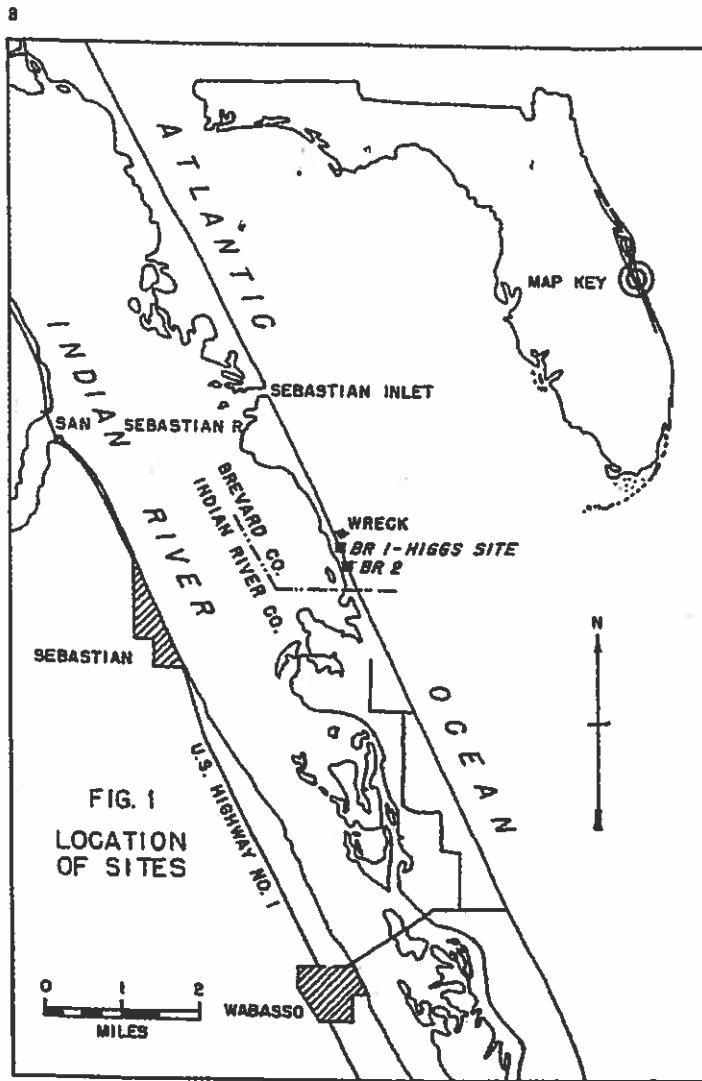 a
ATLANTIC
MAP KEY
INDIAN
SEBASTIAN INLET
SAN SEBASTIAN R.
BREVARD CO.
INDIAN RIVER CO.
RIVER
WRECK
BR 1-HIGGS SITE
BR 2
N
SEBASTIAN
OCEAN
U.S. HIGHWAY NO. 1
FIG. 1
LOCATION
OF SITES
0 1 2
MILES
WABASSO